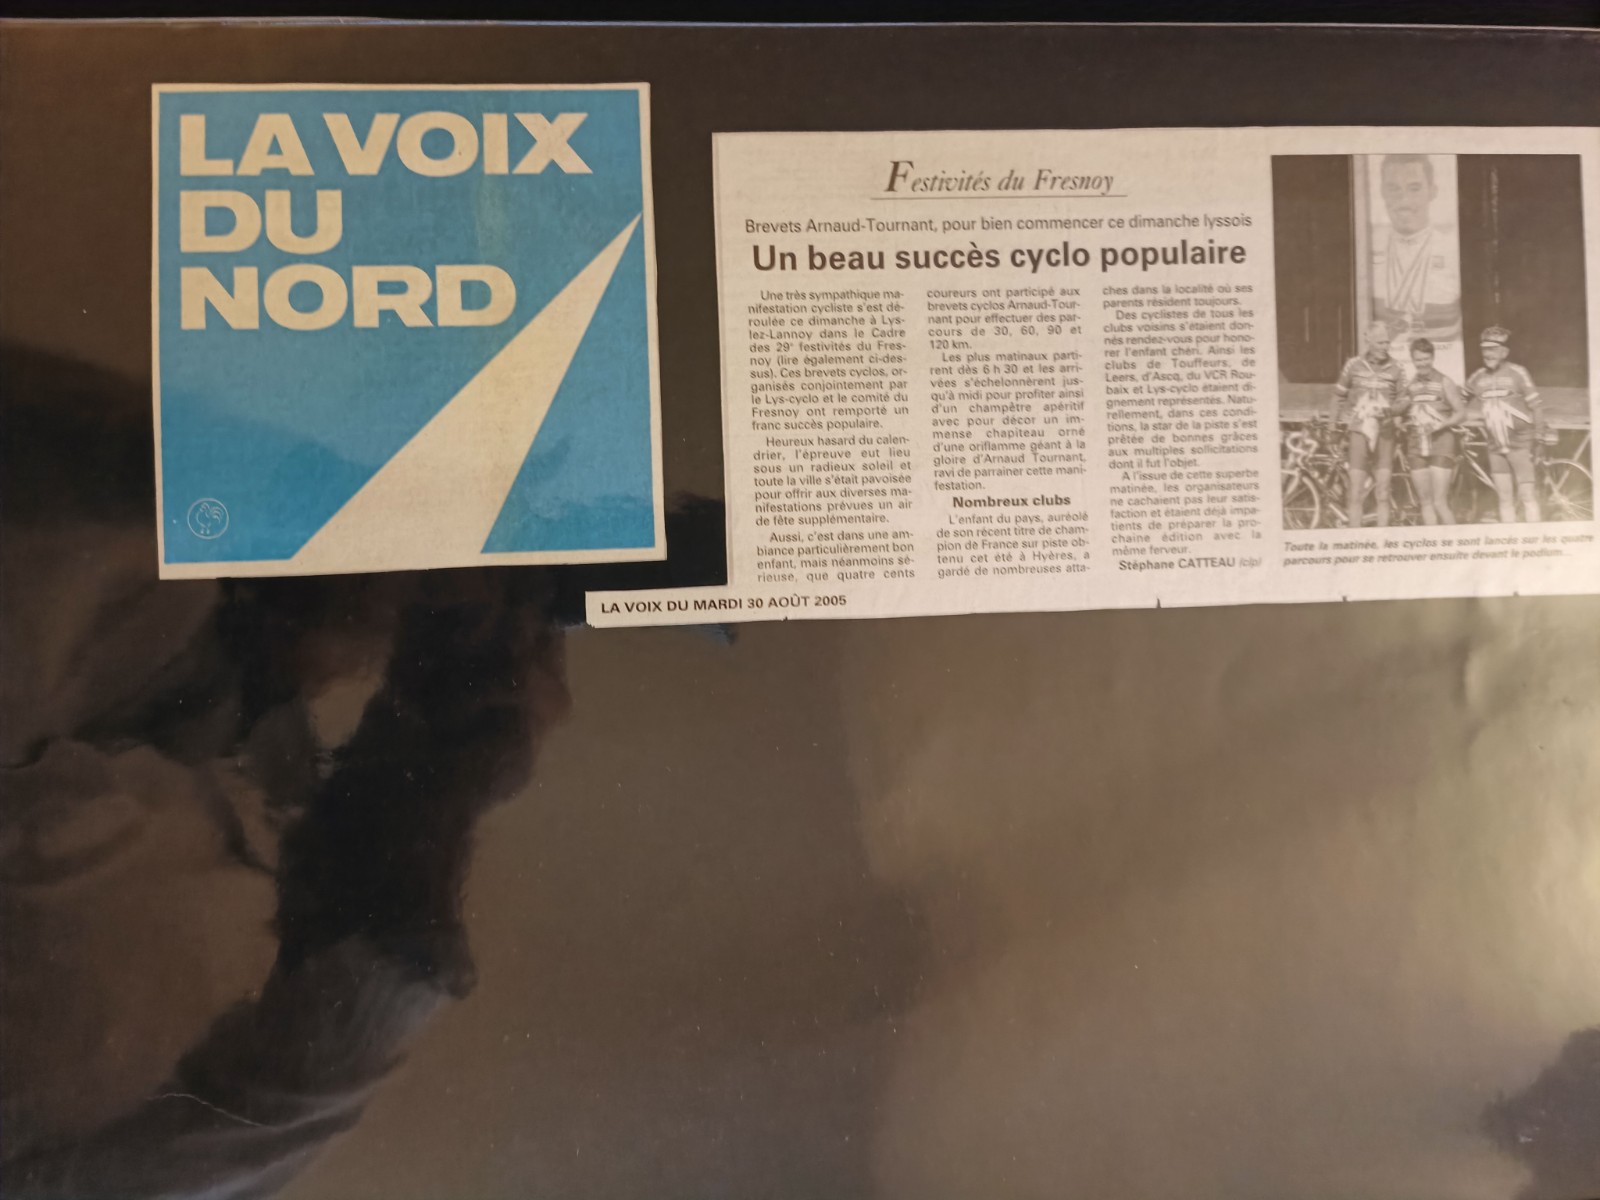 LA VOIX
DU
NORD
Festivités du Fresnoy
Brevets Arnaud-Tournant, pour bien commencer ce dimanche lyssois
Un beau succès cyclo populaire
Une très sympathique ma-
nifestation cycliste s'est dé-
roulée ce dimanche à Lys-
lez-Lannoy dans le Cadre
des 29e festivités du Fres-
noy (lire également ci-des-
sus). Ces brevets cyclos, or-
ganisés conjointement par
le Lys-cyclo et le comité du
Fresnoy ont remporté un
franc succès populaire.
Heureux hasard du calen-
drier, l'épreuve eut lieu
sous un radieux soleil et
toute la ville s'était pavoisée
pour offrir aux diverses ma-
nifestations prévues un air
de fête supplémentaire.
Aussi, c'est dans une am-
biance particulièrement bon
enfant, mais néanmoins sé-
rieuse, que quatre cents
coureurs ont participé aux
brevets cyclos Arnaud-Tour-
nant pour effectuer des par-
cours de 30, 60, 90 et
120 km.
Les plus matinaux parti-
rent dès 6 h 30 et les arri-
vées s'échelonnèrent jus-
qu'à midi pour profiter ainsi
d'un champêtre apéritif
avec pour décor un im-
mense chapiteau orné
d'une oriflamme géant à la
gloire d'Arnaud Tournant,
ravi de parrainer cette mani-
festation.
Nombreux clubs
L'enfant du pays, auréolé
de son récent titre de cham-
pion de France sur piste ob-
tenu cet été à Hyères, a
gardé de nombreuses atta-
ches dans la localité où ses
parents résident toujours.
Des cyclistes de tous les
clubs voisins s'étaient don-
nés rendez-vous pour hono-
rer l'enfant chéri. Ainsi les
clubs de Touffleurs, de
Leers, d'Ascq, du VCR Rou-
baix et Lys-cyclo étaient di-
gnement représentés. Natu-
rellement, dans ces condi-
tions, la star de la piste s'est
prêtée de bonnes grâces
aux multiples sollicitations
dont il fut l'objet.
A l'issue de cette superbe
matinée, les organisateurs
ne cachaient pas leur satis-
faction et étaient déjà impa-
tients de préparer la pro-
chaine édition avec la
même ferveur.
Stéphane CATTEAU (clp)
Toute la matinée, les cyclos se sont lancés sur les quatre
parcours pour se retrouver ensuite devant le podium...
LA VOIX DU MARDI 30 AOÛT 2005